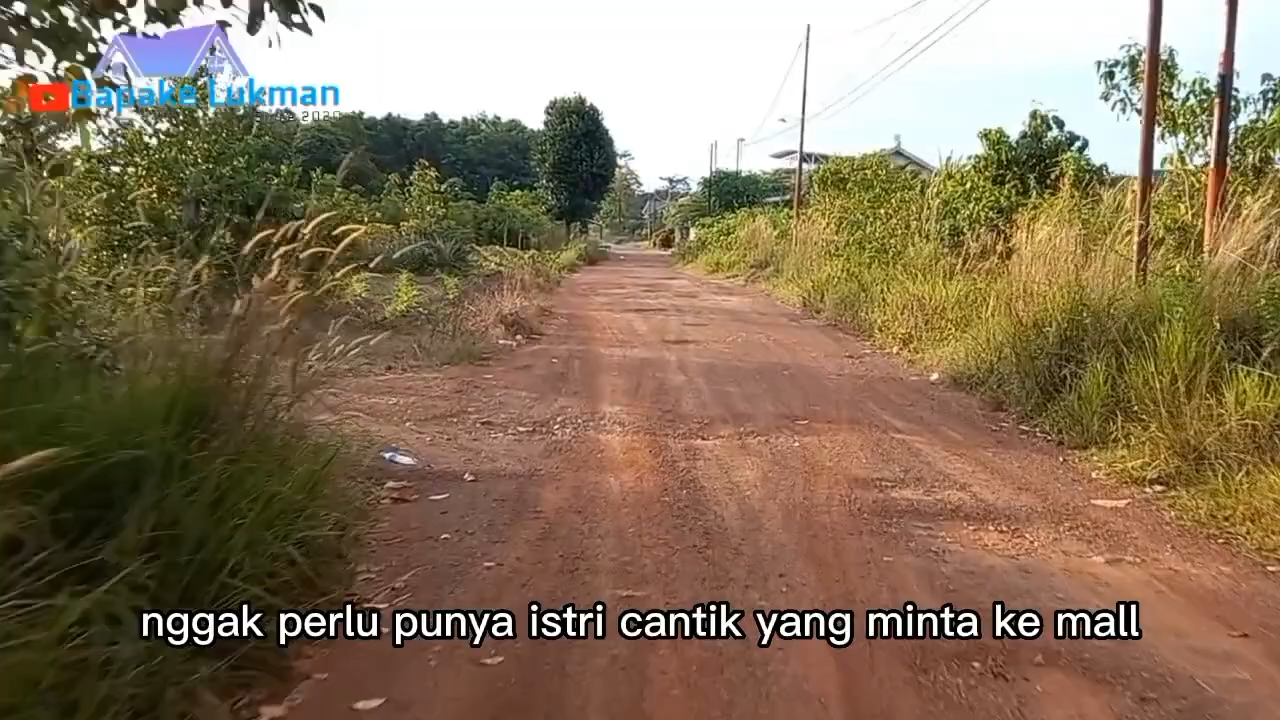 Bapake Lukman
nggak perlu punya istri cantik yang minta ke mall